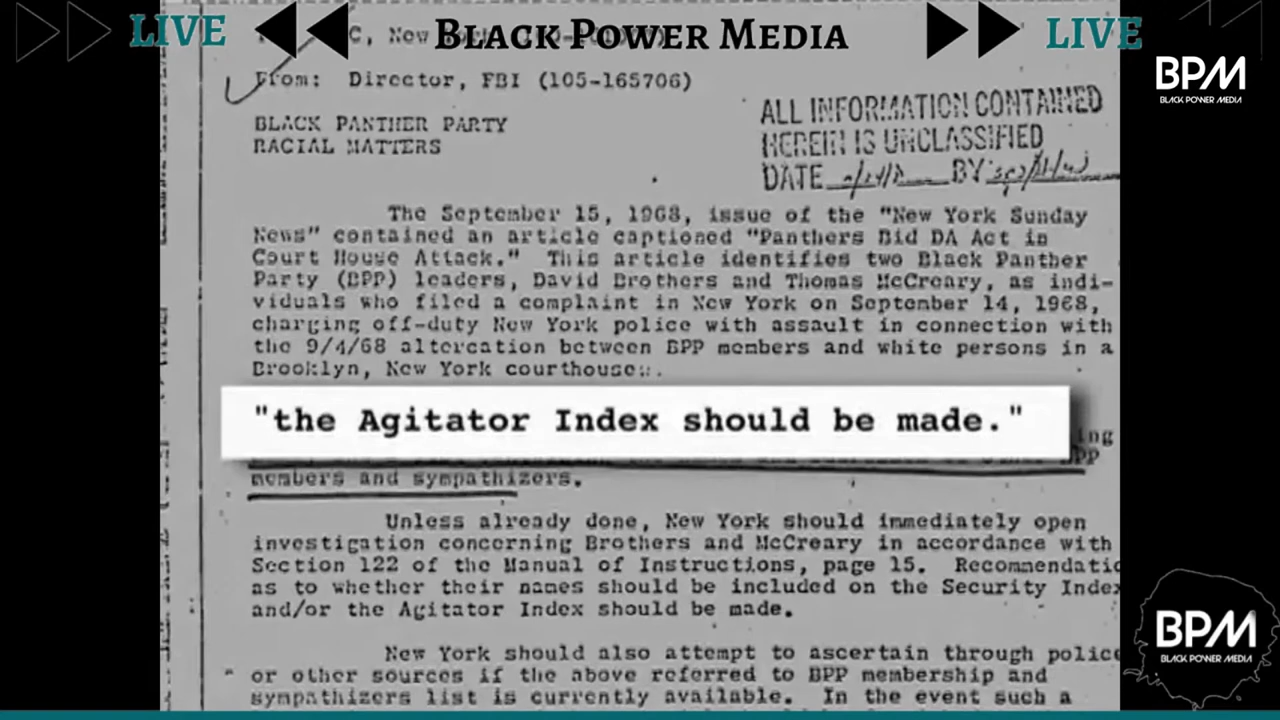 LIVE
BLACK POWER MEDIA
LIVE
BPM
BLACK POWER MEDIA
C, New
From: Director, FBI (105-165706)
BLACK PANTHER PARTY
RACIAL MATTERS
ALL INFORMATION CONTAINED
HEREIN IS UNCLASSIFIED
DATE BY
The September 15, 1968, issue of the "New York Sunday
News" contained an article captioned "Panthers Bid DA Act in
Court House Attack." This article identifies two Black Panther
Party (BPP) leaders, David Brothers and Thomas McCreary, as indi-
viduals who filed a complaint in New York on September 14, 1968,
charging off-duty New York police with assault in connection with
the 9/4/68 altercation between BPP members and white persons in a
Brooklyn, New York courthouse.
"the Agitator Index should be made."
ing
BPP
members and sympathizers.
Unless already done, New York should immediately open
investigation concerning Brothers and McCreary in accordance with
Section 122 of the Manual of Instructions, page 15. Recommendatio
as to whether their names should be included on the Security Index
and/or the Agitator Index should be made.
New York should also attempt to ascertain through police
or other sources if the above referred to BPP membership and
sympathizers list is currently available. In the event such a
BPM
BLACK POWER MEDIA